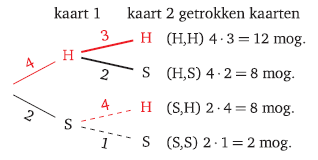 kaart 1 kaart 2 getrokken kaarten
3 H (H,H) 4 · 3 = 12 mog.
4 H
2 S (H,S) 4 · 2 = 8 mog.
4 H (S,H) 2 · 4 = 8 mog.
2 S
1 S (S,S) 2 · 1 = 2 mog.